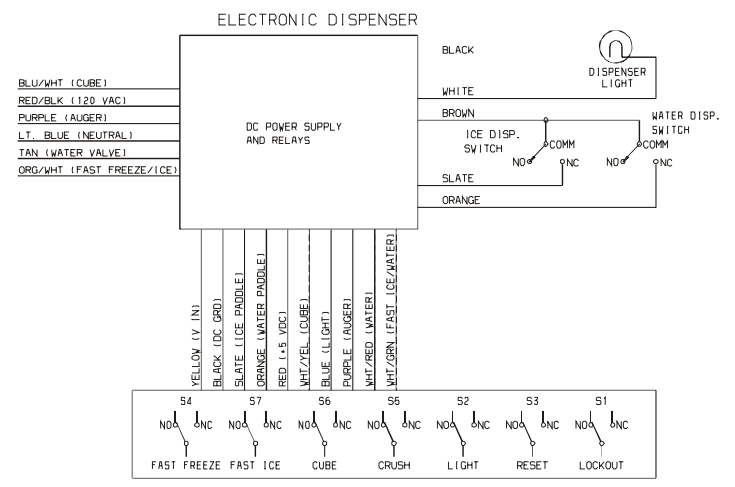 ELECTRONIC DISPENSER
BLACK
DISPENSER
LIGHT
BLU/WHT (CUBE)
RED/BLK (120 VAC)
PURPLE (AUGER)
LT. BLUE (NEUTRAL)
TAN (WATER VALVE)
ORG/WHT (FAST FREEZE/ICE)
DC POWER SUPPLY
AND RELAYS
WHITE
BROWN
ICE DISP.
SWITCH
COMM
NO
NC
WATER DISP.
SWITCH
COMM
NO
NC
SLATE
ORANGE
YELLOW (V IN)
BLACK (DC GRD)
SLATE (ICE PADDLE)
ORANGE (WATER PADDLE)
RED (+5 VDC)
WHT/YEL (CUBE)
BLUE (LIGHT)
PURPLE (AUGER)
WHT/RED (WATER)
WHT/GRN (FAST ICE/WATER)
S4 S7 S6 S5 S2 S3 S1
NO NC NO NC NO NC NO NC NO NC NO NC NO NC
FAST FREEZE FAST ICE CUBE CRUSH LIGHT RESET LOCKOUT